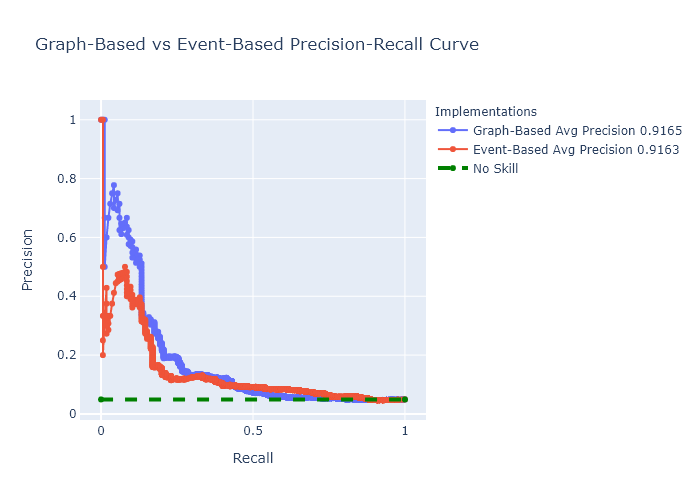 Graph-Based vs Event-Based Precision-Recall Curve
Implementations
Graph-Based Avg Precision 0.9165
Event-Based Avg Precision 0.9163
No Skill
Precision
1
0.8
0.6
0.4
0.2
0
0
0.5
1
Recall